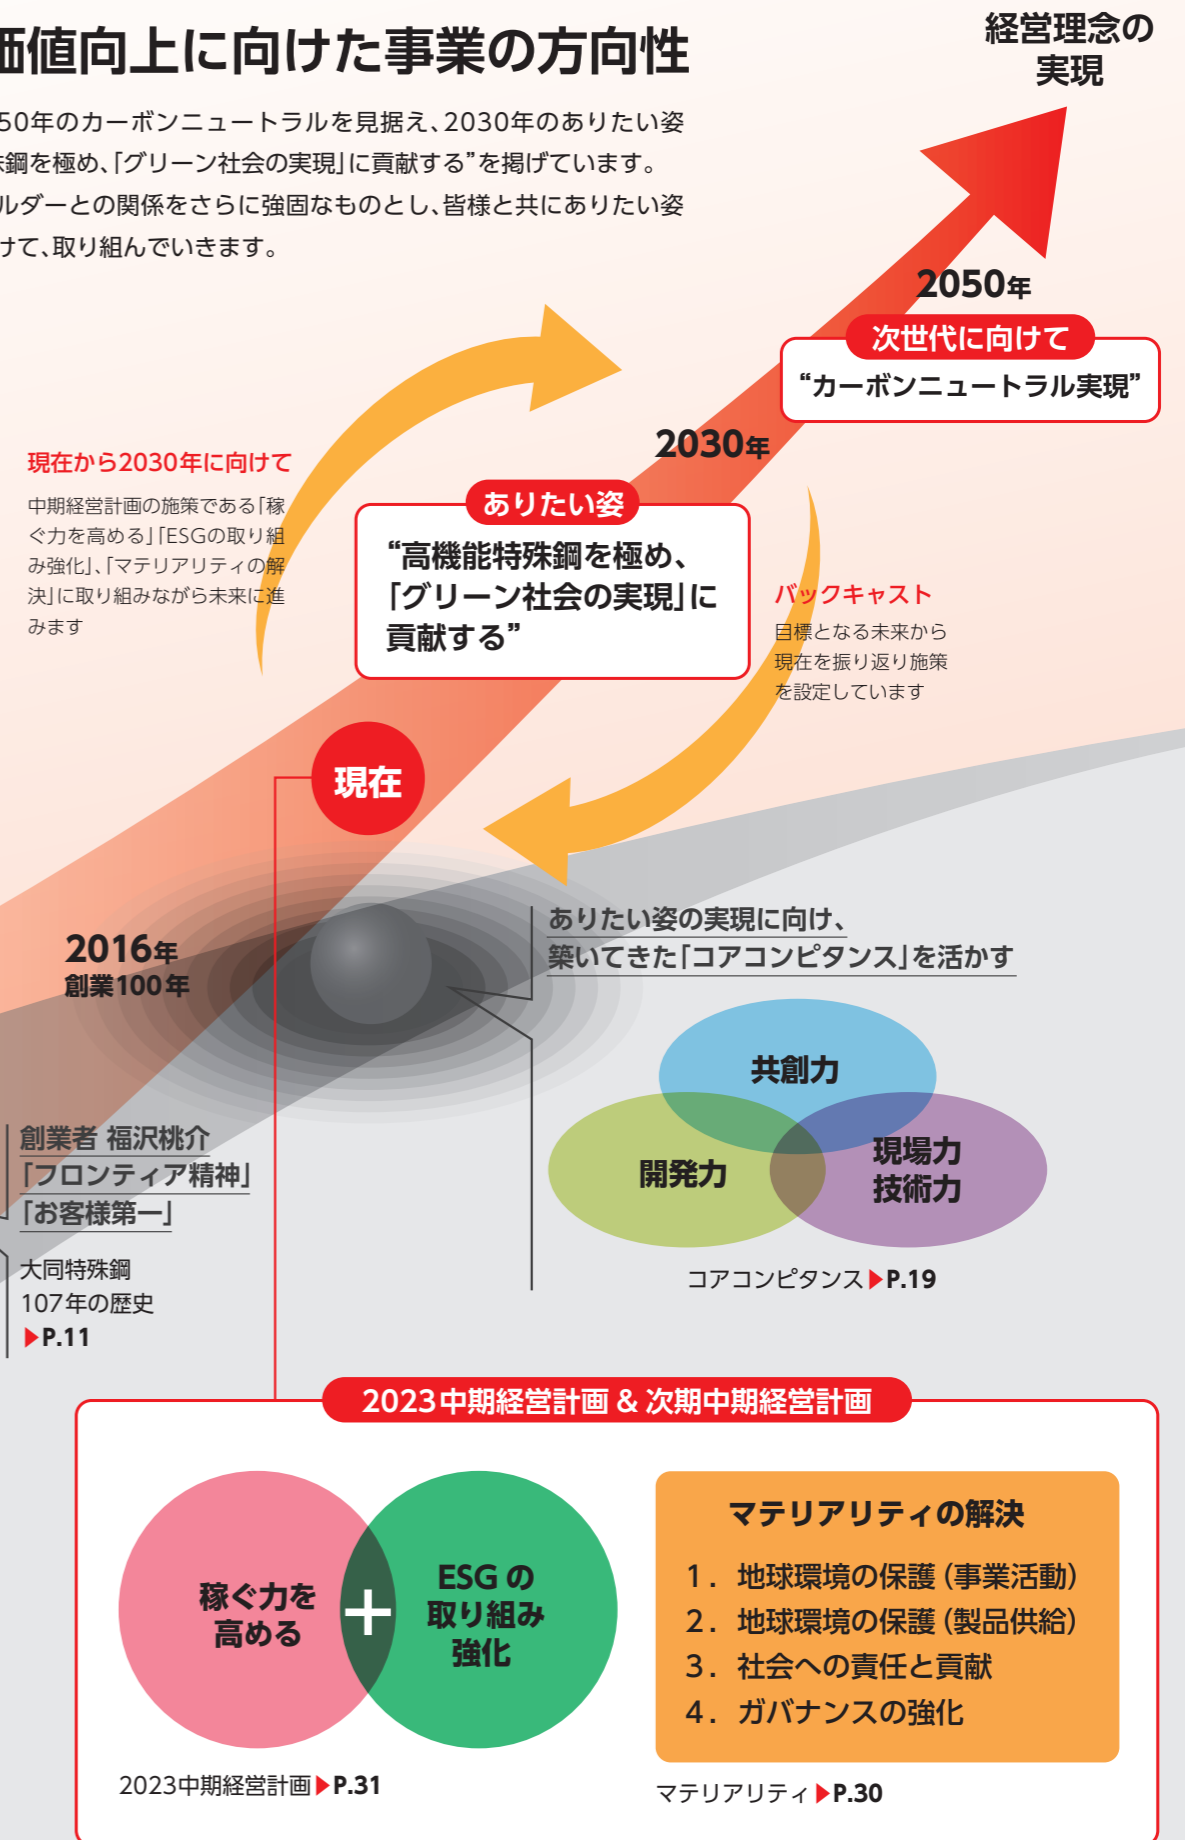 価値向上に向けた事業の方向性
50年のカーボンニュートラルを見据え、2030年のありたい姿
鋼を極め、「グリーン社会の実現」に貢献する”を掲げています。
ルダーとの関係をさらに強固なものとし、皆様と共にありたい姿
けて、取り組んでいきます。
経営理念の
実現
2050年
次世代に向けて
“カーボンニュートラル実現”
2030年
ありたい姿
“高機能特殊鋼を極め、
「グリーン社会の実現」に
貢献する”
現在から2030年に向けて
中期経営計画の施策である「稼
ぐ力を高める」「ESGの取り組
み強化」、「マテリアリティの解
決」に取り組みながら未来に進
みます
バックキャスト
目標となる未来から
現在を振り返り施策
を設定しています
現在
2016年
創業100年
ありたい姿の実現に向け、
築いてきた「コアコンピタンス」を活かす
共創力
開発力
現場力
技術力
コアコンピタンス▶P.19
創業者 福沢桃介
「フロンティア精神」
「お客様第一」
大同特殊鋼
107年の歴史
▶P.11
2023中期経営計画 & 次期中期経営計画
稼ぐ力を
高める
+
ESGの
取り組み
強化
2023中期経営計画▶P.31
マテリアリティの解決
1. 地球環境の保護（事業活動）
2. 地球環境の保護（製品供給）
3. 社会への責任と貢献
4. ガバナンスの強化
マテリアリティ▶P.30